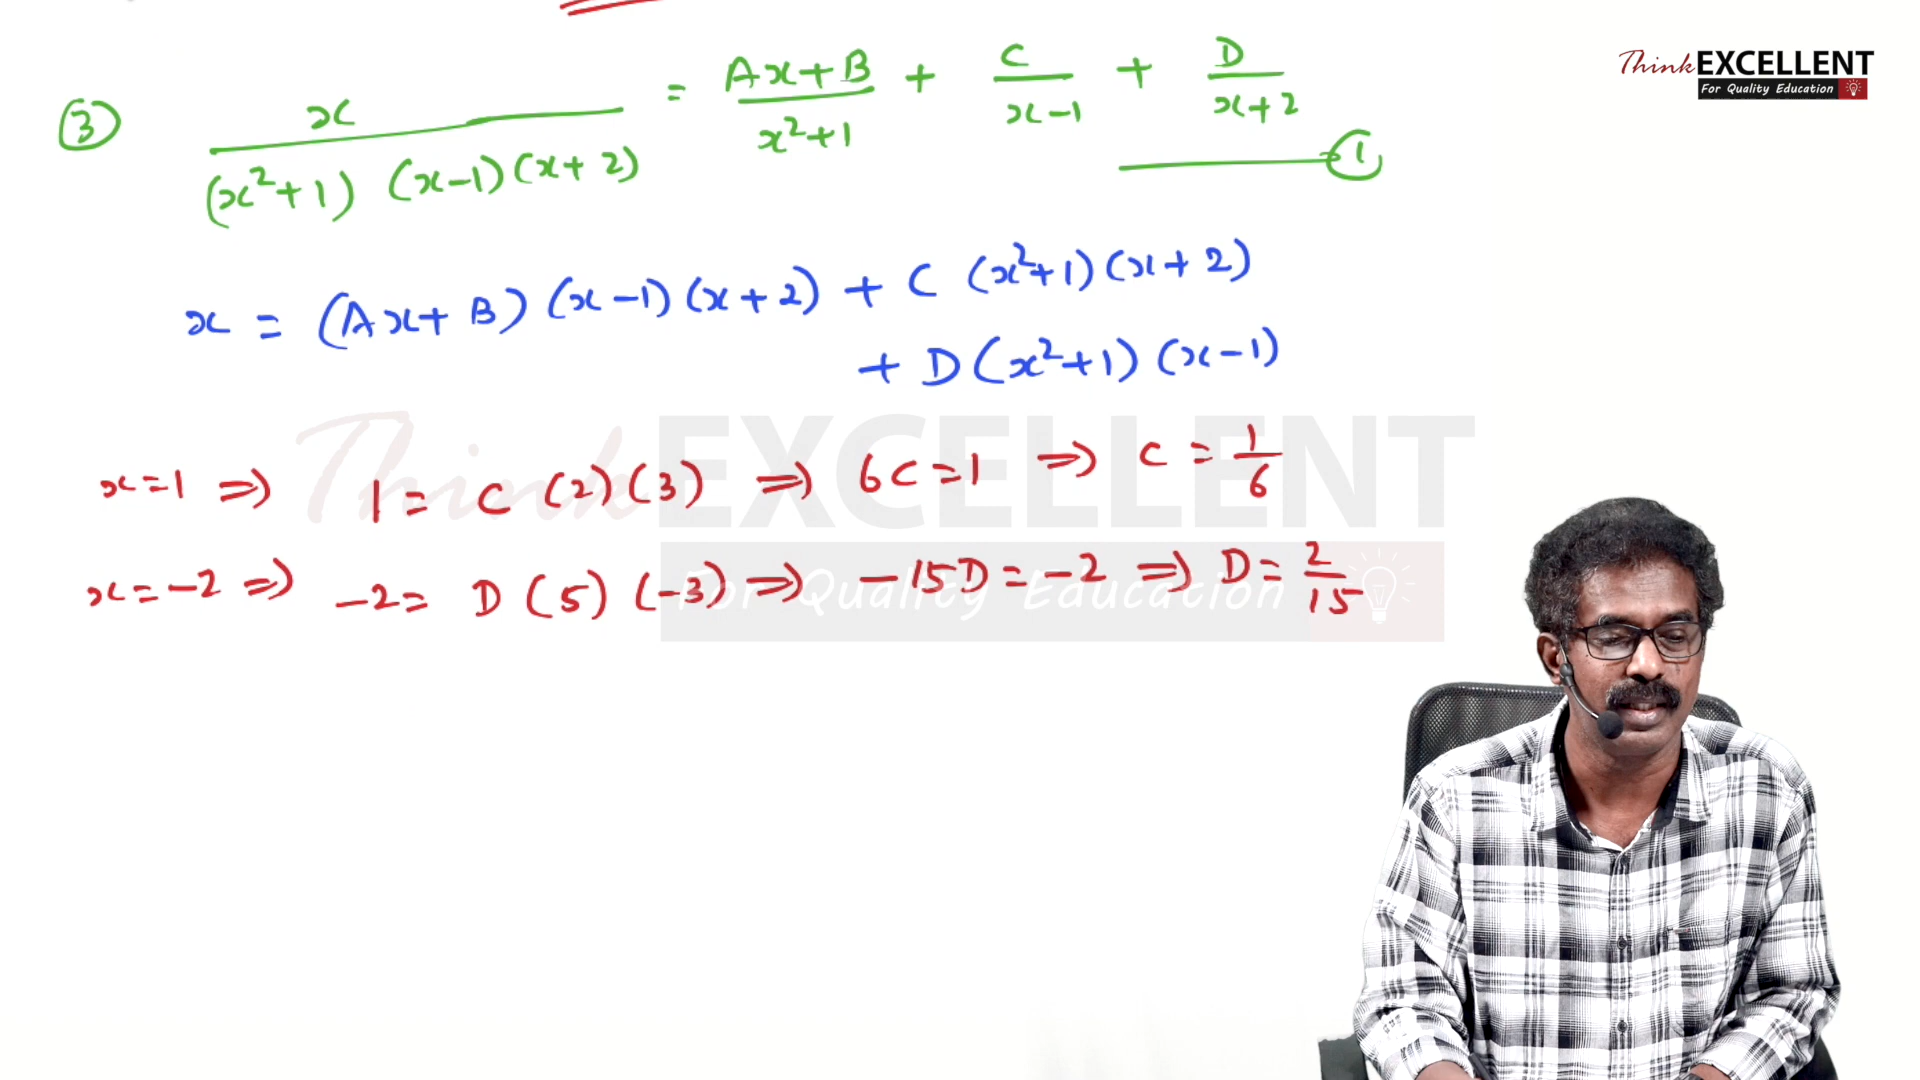 Think EXCELLENT
For Quality Education
③ x / (x²+1) (x-1)(x+2) = Ax+B / x²+1 + C / x-1 + D / x+2 ①
x = (Ax+B)(x-1)(x+2) + C (x²+1)(x+2)
+ D(x²+1)(x-1)
Think EXCELLENT
For Quality Education
x=1 ⇒ 1 = C (2)(3) ⇒ 6C=1 ⇒ C = 1/6
x=-2 ⇒ -2 = D (5)(-3) ⇒ -15D = -2 ⇒ D = 2/15